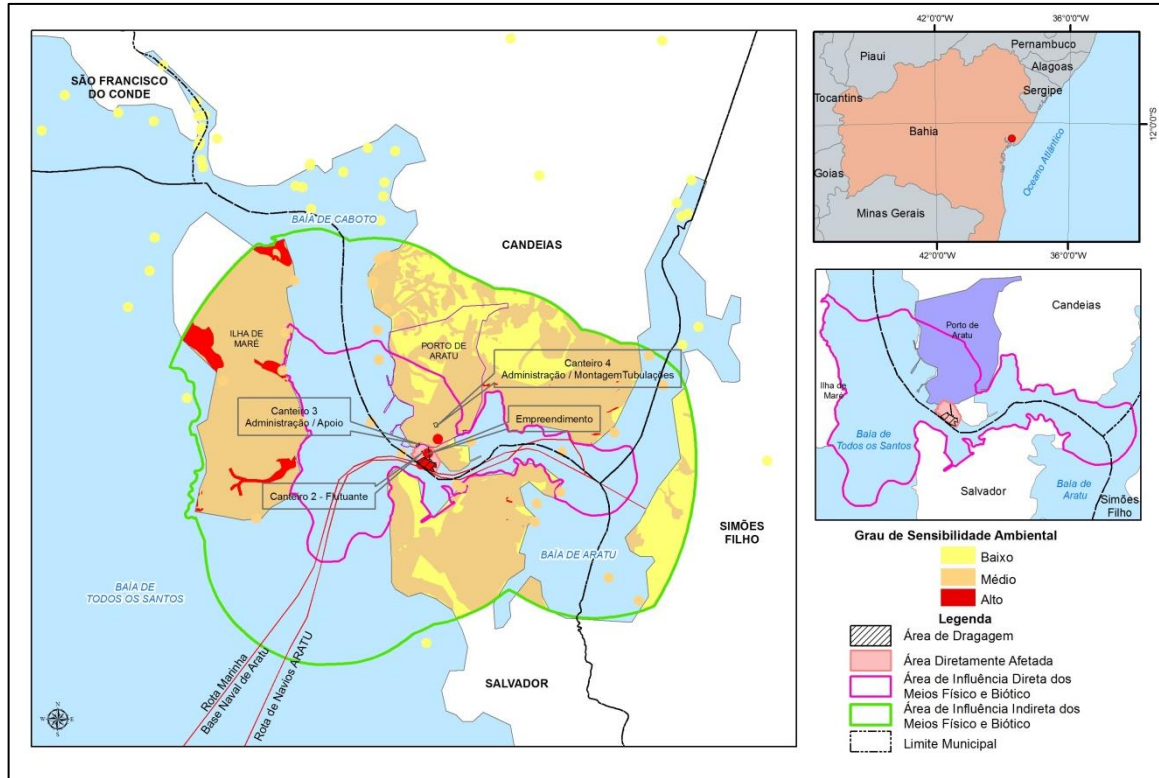 SÃO FRANCISCO
DO CONDE
BAÍA DE CABOTO
CANDEIAS
ILHA DE
MARÉ
PORTO DE
ARATU
Canteiro 4
Administração / MontagemTubulações
Canteiro 3
Administração / Apoio
Empreendimento
Canteiro 2 - Flutuante
SIMÕES
FILHO
BAÍA DE ARATU
BAÍA DE
TODOS OS SANTOS
SALVADOR
Rota Marinha
Base Naval de Aratu
Rota de Navios ARATU
N
W
E
S
42°0'0"W
36°0'0"W
Piaui
Pernambuco
Alagoas
Sergipe
Tocantins
Bahia
12°0'0"S
Goias
Oceano Atlântico
Minas Gerais
42°0'0"W
36°0'0"W
Candeias
Porto de
Aratu
Ilha de
Maré
Baía de
Todos os Santos
Salvador
Baía de
Aratu
Simões
Filho
Grau de Sensibilidade Ambiental
Baixo
Médio
Alto
Legenda
Área de Dragagem
Área Diretamente Afetada
Área de Influência Direta dos
Meios Físico e Biótico
Área de Influência Indireta dos
Meios Físico e Biótico
Limite Municipal